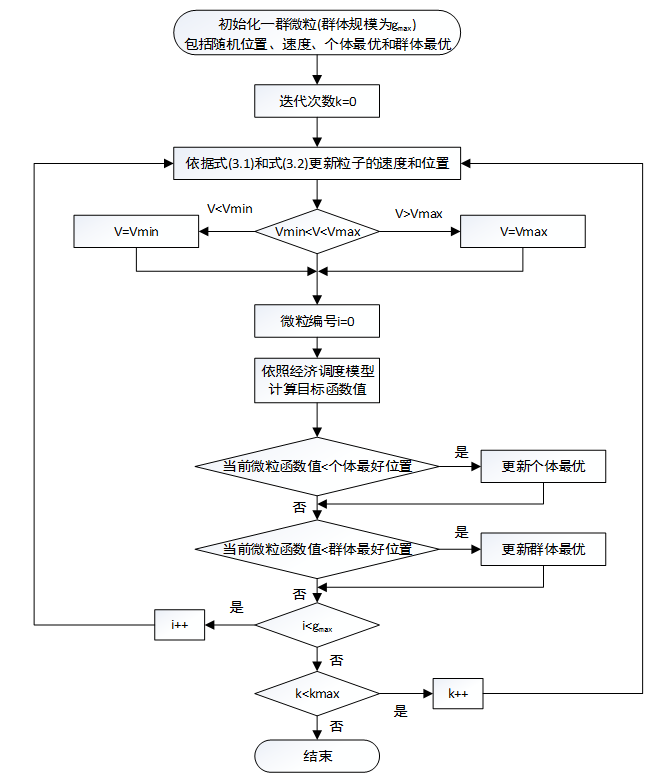 初始化一群微粒(群体规模为gmax)
包括随机位置、速度、个体最优和群体最优
迭代次数k=0
依据式(3.1)和式(3.2)更新粒子的速度和位置
V<Vmin
V>Vmax
V=Vmin
Vmin<V<Vmax
V=Vmax
微粒编号i=0
依照经济调度模型
计算目标函数值
当前微粒函数值<个体最好位置
是
更新个体最优
否
当前微粒函数值<群体最好位置
是
更新群体最优
否
i<gmax
是
i++
否
k<kmax
是
k++
否
结束